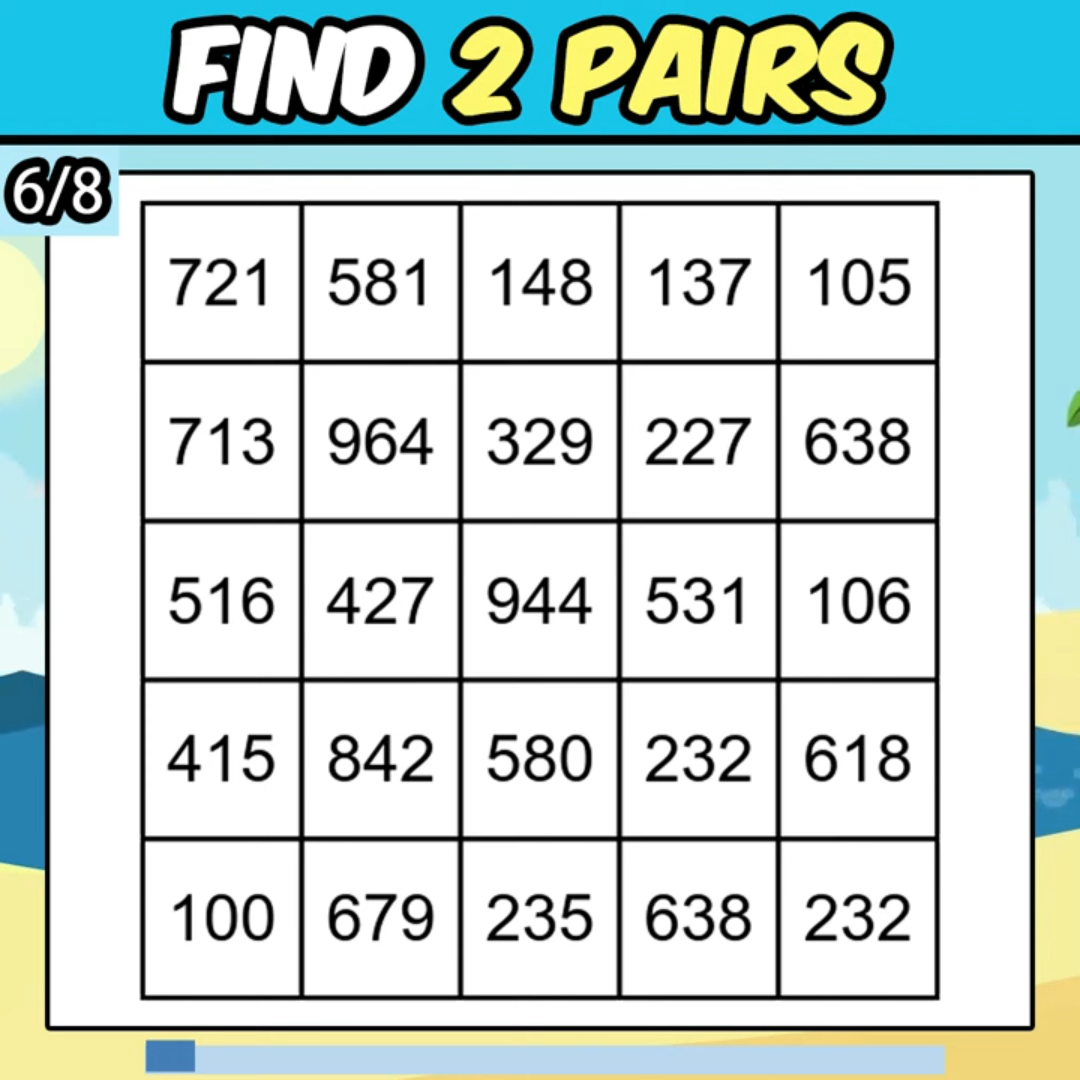 FIND 2 PAIRS
6/8
721 581 148 137 105
713 964 329 227 638
516 427 944 531 106
415 842 580 232 618
100 679 235 638 232